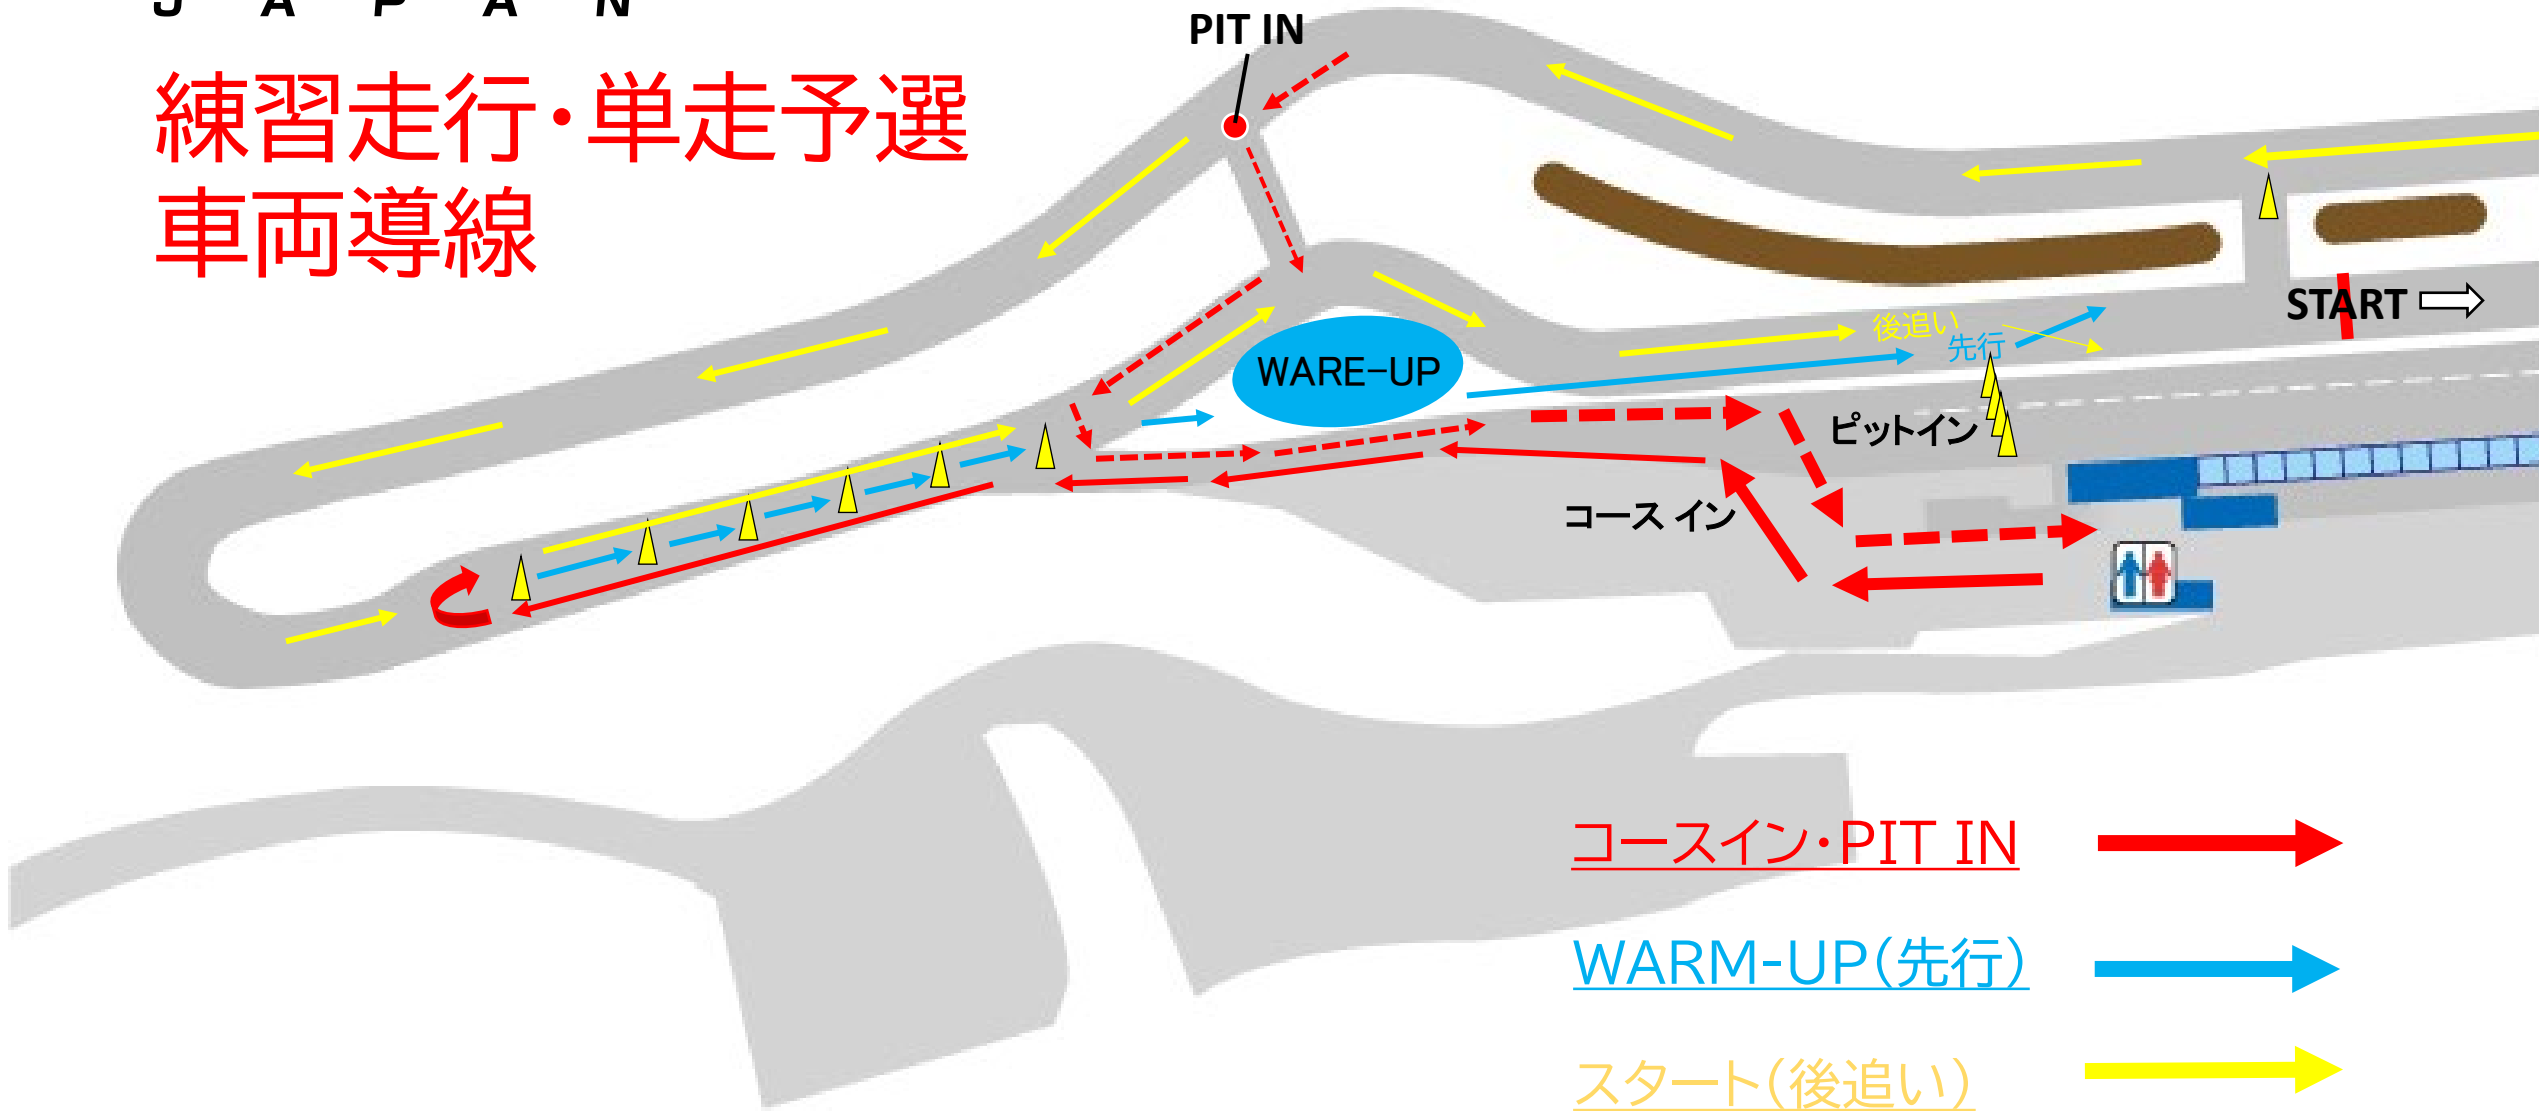 J A P A N
練習走行・単走予選
車両導線
PIT IN
START
後追い
先行
WARE-UP
ピットイン
コース イン
コースイン・PIT IN
WARM-UP(先行)
スタート(後追い)